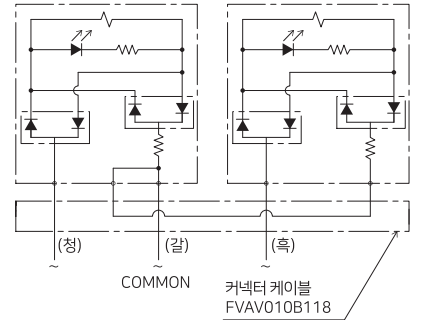 (청) (갈) (흑)
~ ~ ~
COMMON
커넥터 케이블
FVAV010B118